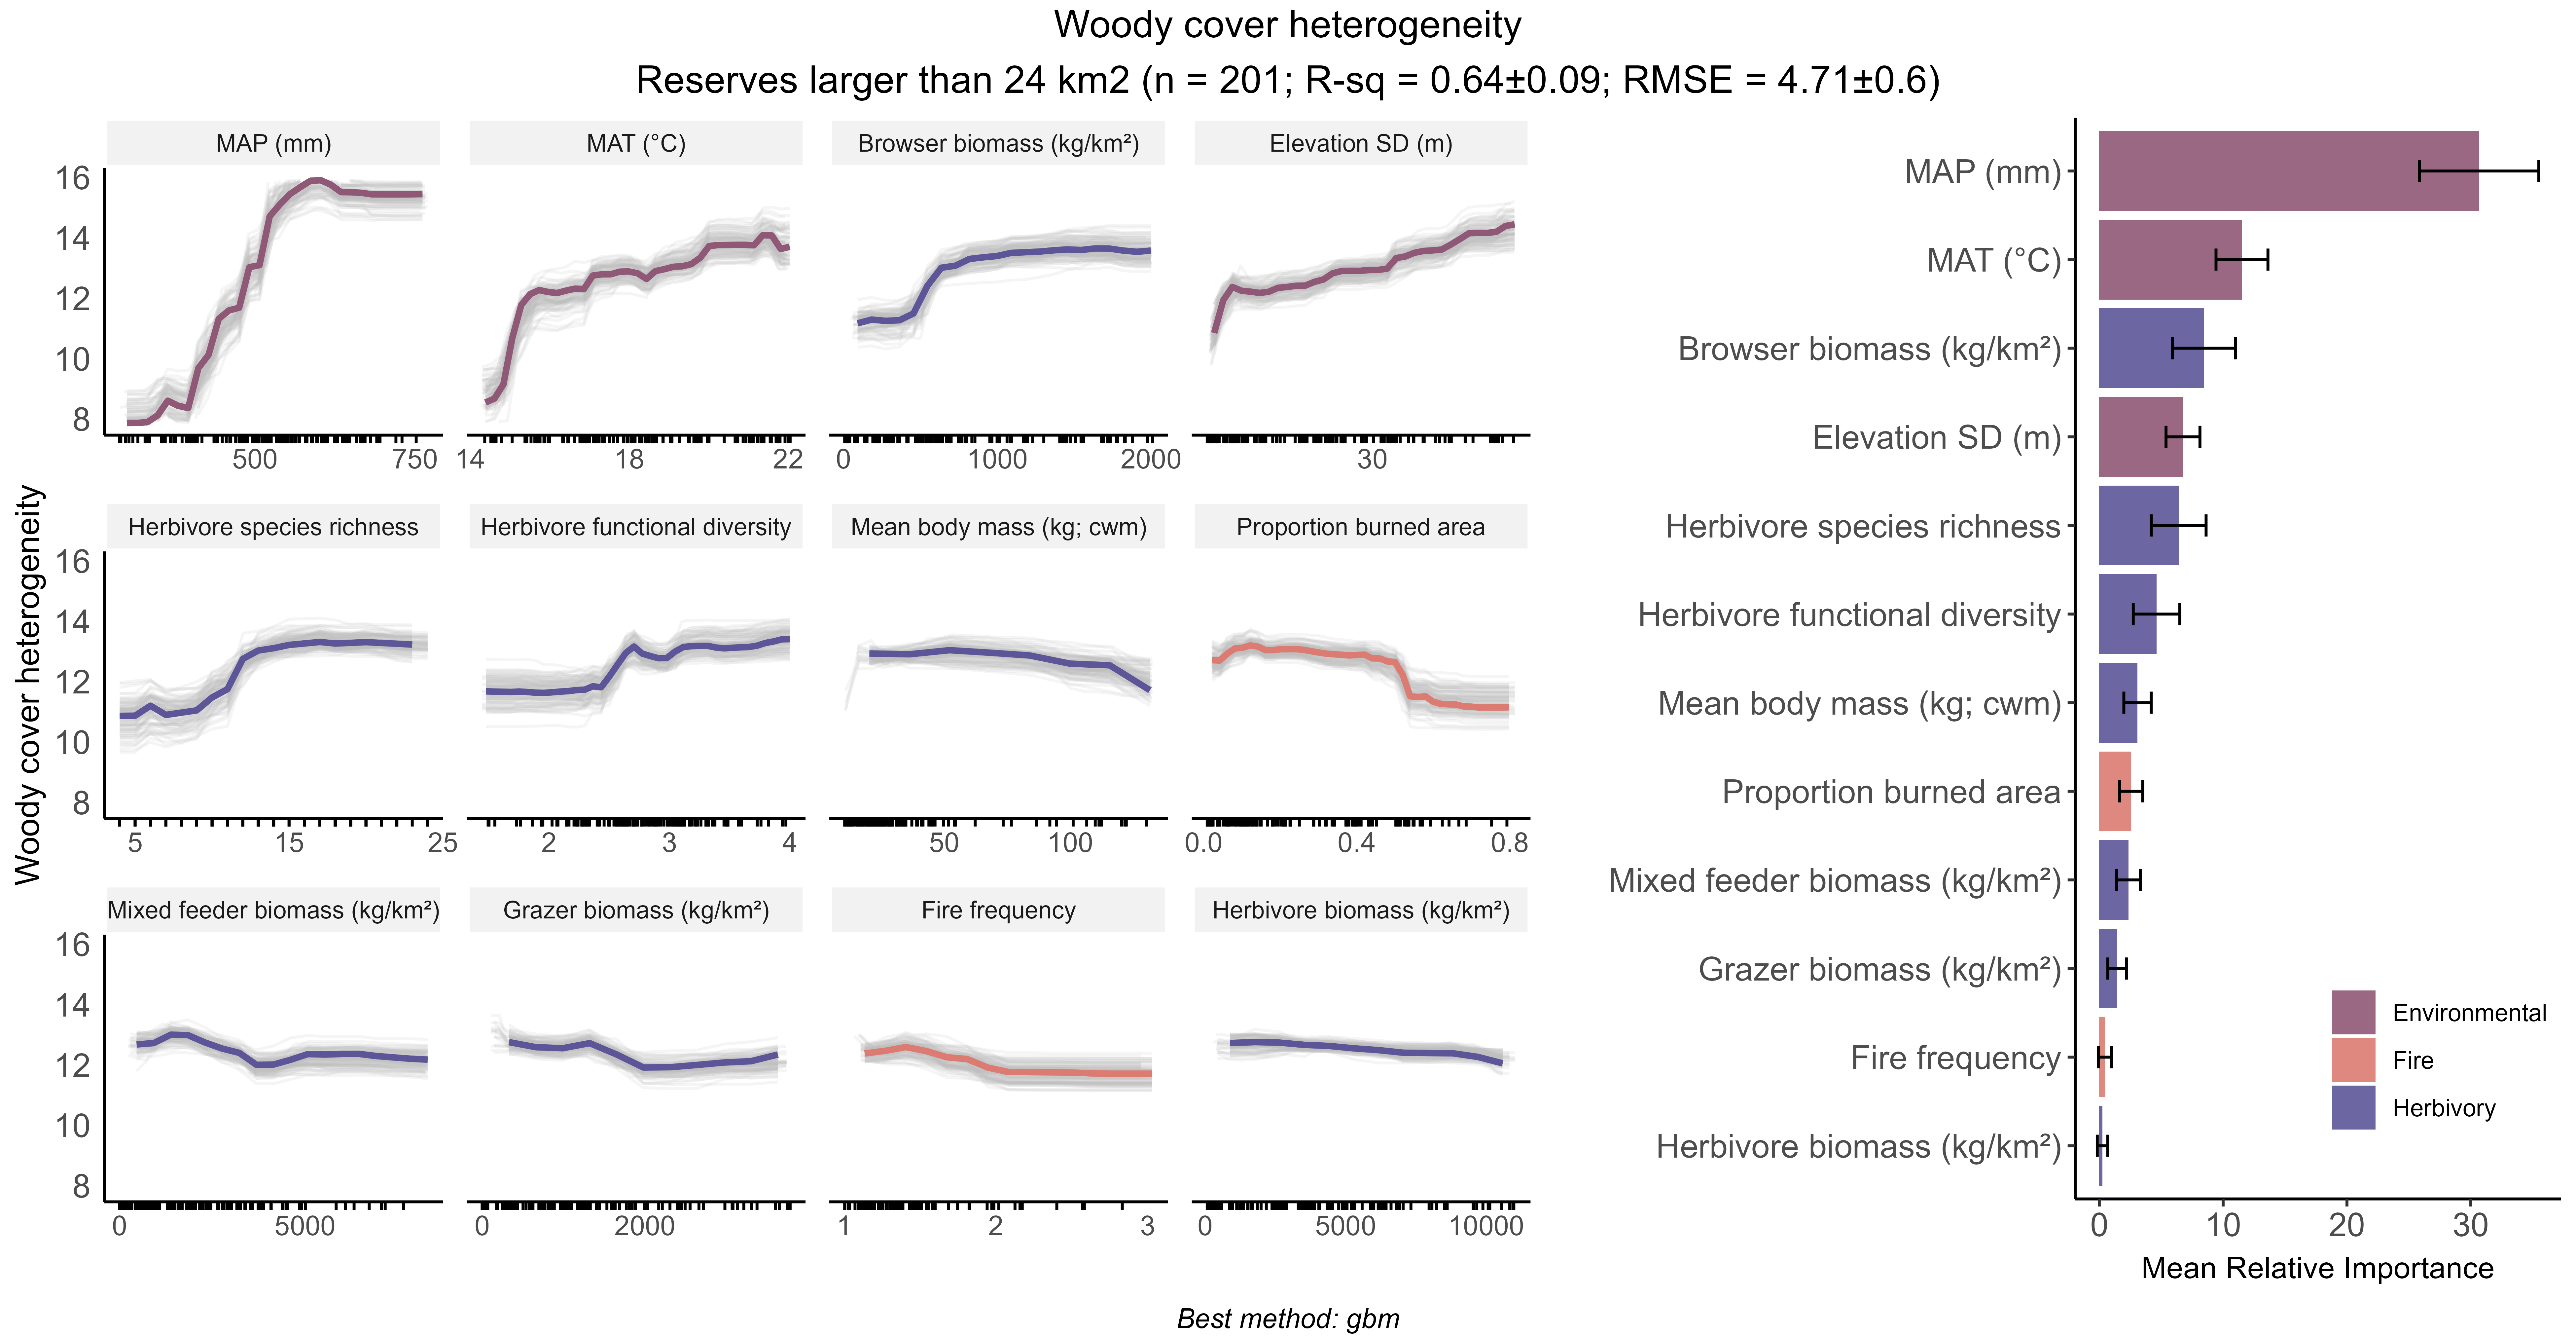 Woody cover heterogeneity
Reserves larger than 24 km2 (n = 201; R-sq = 0.64±0.09; RMSE = 4.71±0.6)
Woody cover heterogeneity
MAP (mm)
MAT (°C)
Browser biomass (kg/km²)
Elevation SD (m)
16
14
12
10
8
500
750
14
18
22
0
1000
2000
30
Herbivore species richness
Herbivore functional diversity
Mean body mass (kg; cwm)
Proportion burned area
16
14
12
10
8
5
15
25
2
3
4
50
100
0.0
0.4
0.8
Mixed feeder biomass (kg/km²)
Grazer biomass (kg/km²)
Fire frequency
Herbivore biomass (kg/km²)
16
14
12
10
8
0
5000
0
2000
1
2
3
0
5000
10000
MAP (mm)
MAT (°C)
Browser biomass (kg/km²)
Elevation SD (m)
Herbivore species richness
Herbivore functional diversity
Mean body mass (kg; cwm)
Proportion burned area
Mixed feeder biomass (kg/km²)
Grazer biomass (kg/km²)
Fire frequency
Herbivore biomass (kg/km²)
Environmental
Fire
Herbivory
0
10
20
30
Mean Relative Importance
Best method: gbm